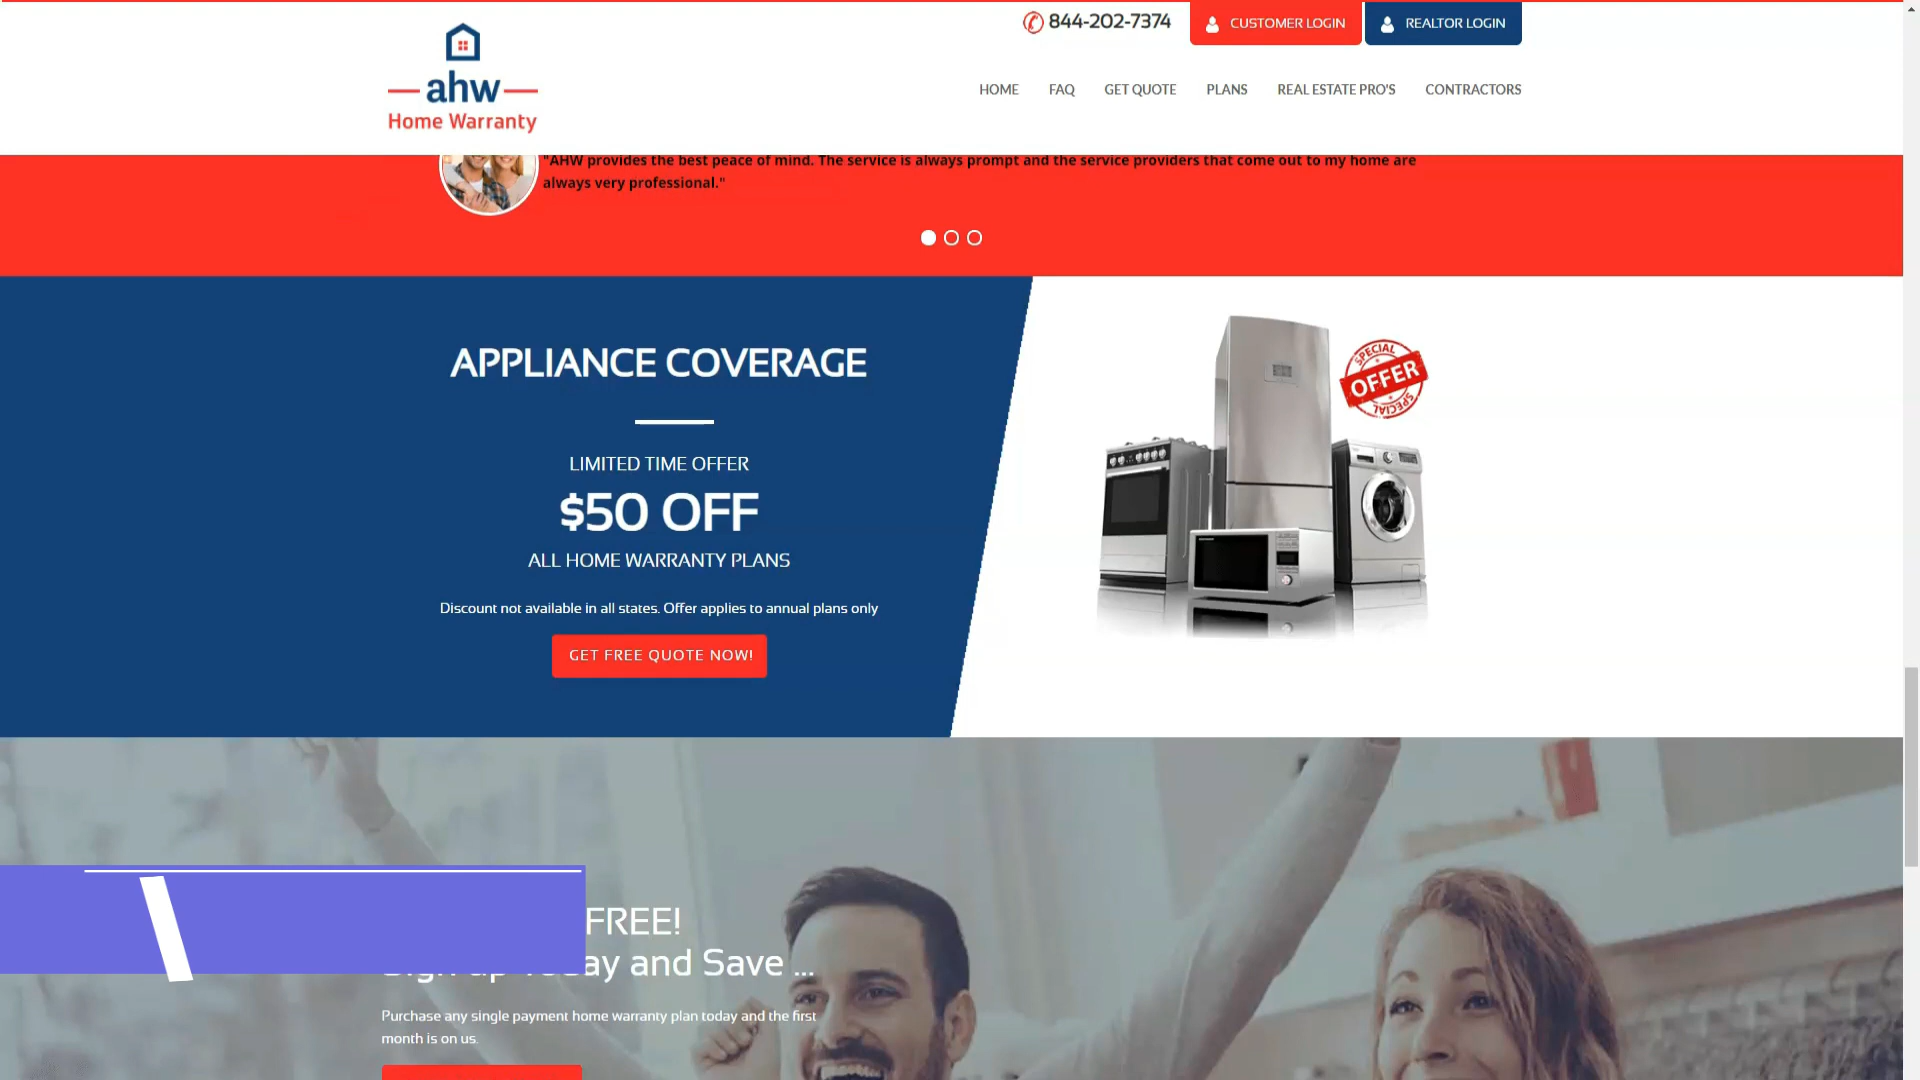 844-202-7374
CUSTOMER LOGIN
REALTOR LOGIN
ahw
Home Warranty
HOME
FAQ
GET QUOTE
PLANS
REAL ESTATE PRO'S
CONTRACTORS
"AHW provides the best peace of mind. The service is always prompt and the service providers that come out to my home are
always very professional."
APPLIANCE COVERAGE
SPECIAL
OFFER
SPECIAL
LIMITED TIME OFFER
$50 OFF
ALL HOME WARRANTY PLANS
Discount not available in all states. Offer applies to annual plans only
GET FREE QUOTE NOW!
FREE!
and Save ...
Purchase any single payment home warranty plan today and the first
month is on us.